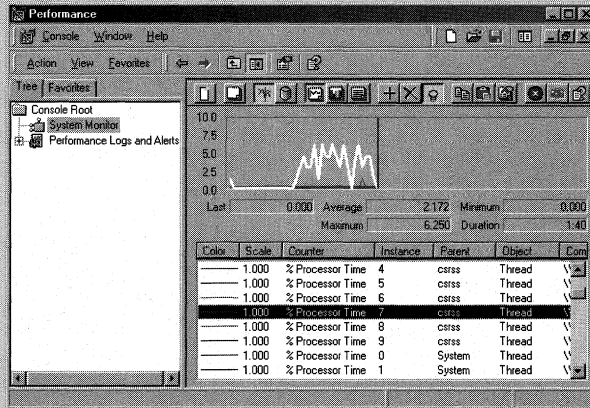 Performance
Console Window Help
Action View Favorites
Tree Favorites
Console Root
System Monitor
Performance Logs and Alerts
10.0
7.5
5.0
2.5
0.0
Last 0.000 Average 2.172 Minimum 0.000
Maximum 6.250 Duration 1:40
Color Scale Counter Instance Parent Object Com
1.000 % Processor Time 4 csrss Thread \\
1.000 % Processor Time 5 csrss Thread \\
1.000 % Processor Time 6 csrss Thread \\
1.000 % Processor Time 7 csrss Thread \\
1.000 % Processor Time 8 csrss Thread \\
1.000 % Processor Time 9 csrss Thread \\
1.000 % Processor Time 0 System Thread \\
1.000 % Processor Time 1 System Thread \\